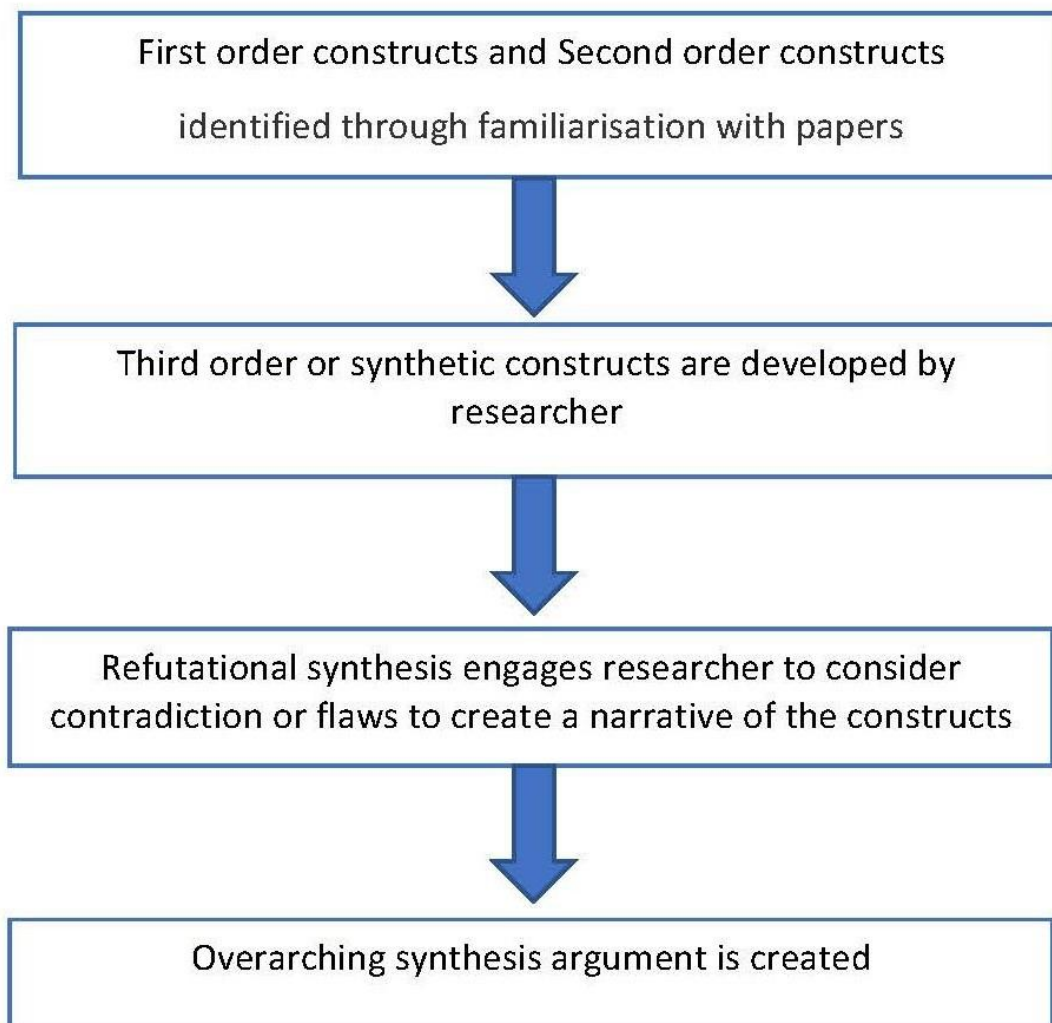 First order constructs and Second order constructs
identified through familiarisation with papers
Third order or synthetic constructs are developed by
researcher
Refutational synthesis engages researcher to consider
contradiction or flaws to create a narrative of the constructs
Overarching synthesis argument is created